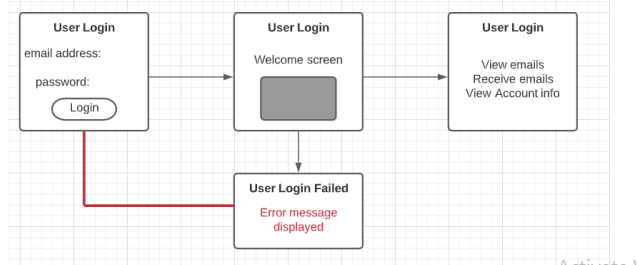 User Login
email address:
password:
Login
User Login
Welcome screen
User Login
View emails
Receive emails
View Account info
User Login Failed
Error message
displayed